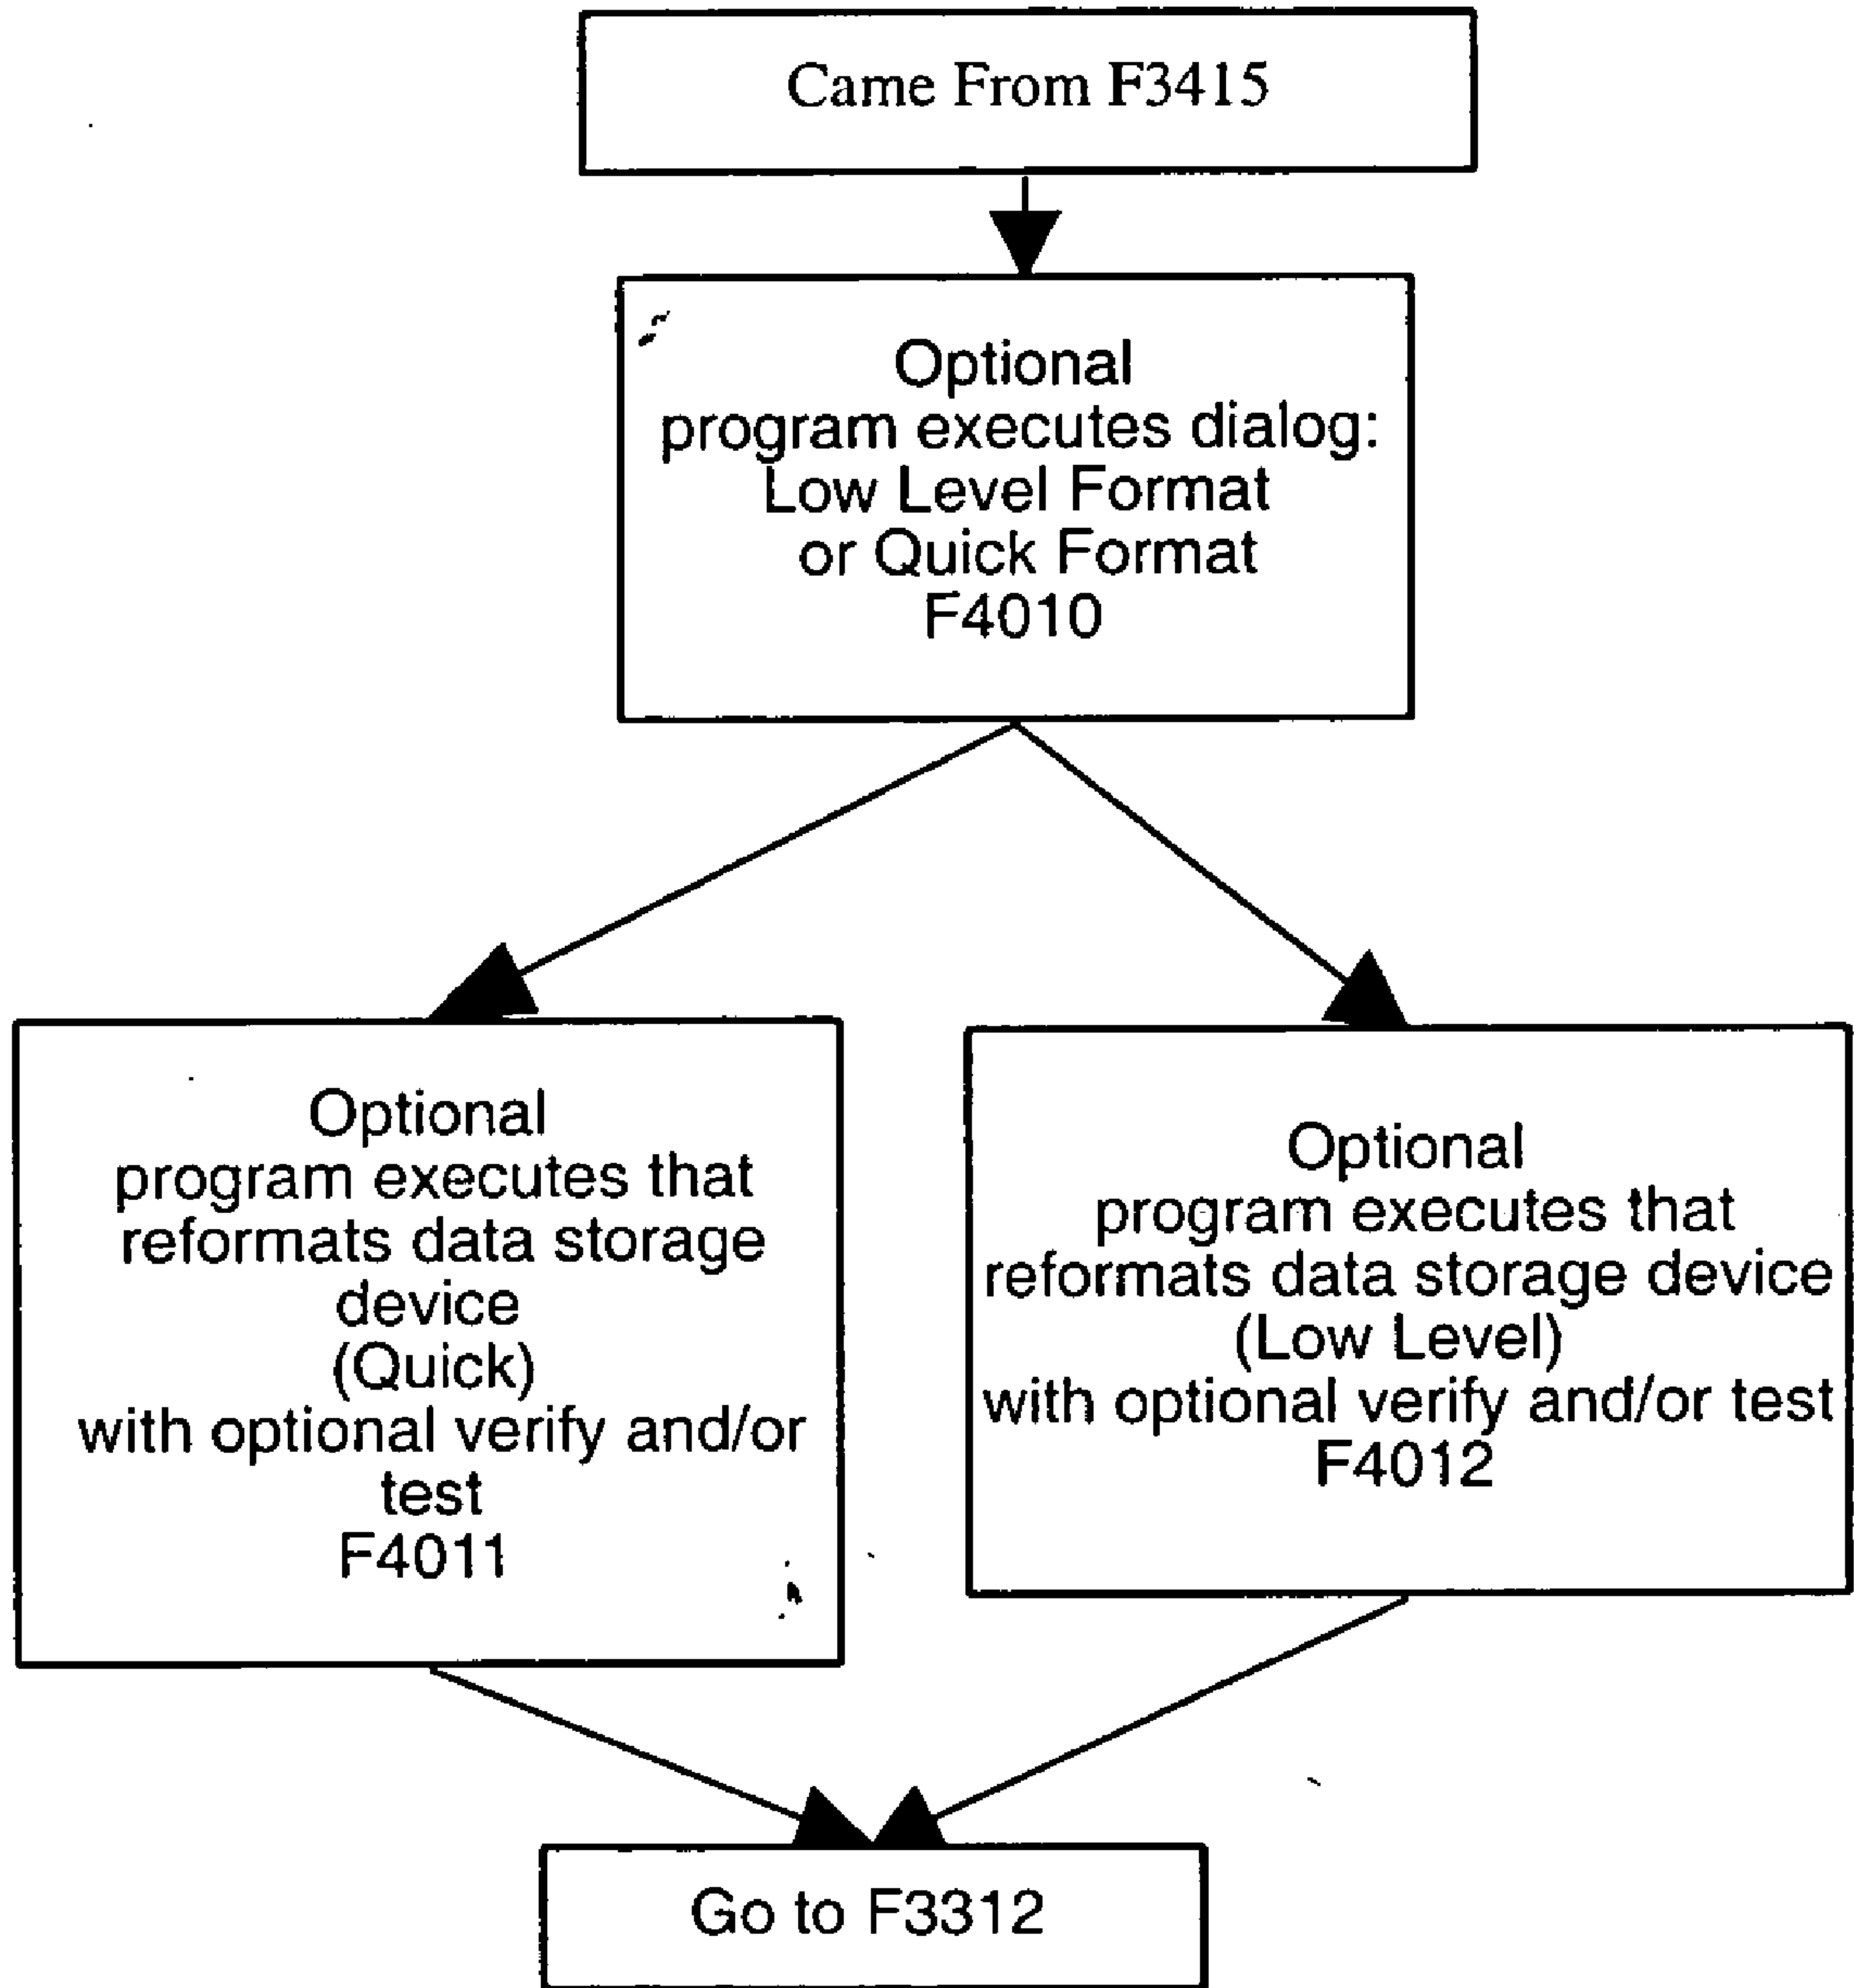 Came From F3415
Optional
program executes dialog:
Low Level Format
or Quick Format
F4010
Optional
program executes that
reformats data storage
device
(Quick)
with optional verify and/or
test
F4011
Optional
program executes that
reformats data storage device
(Low Level)
with optional verify and/or test
F4012
Go to F3312